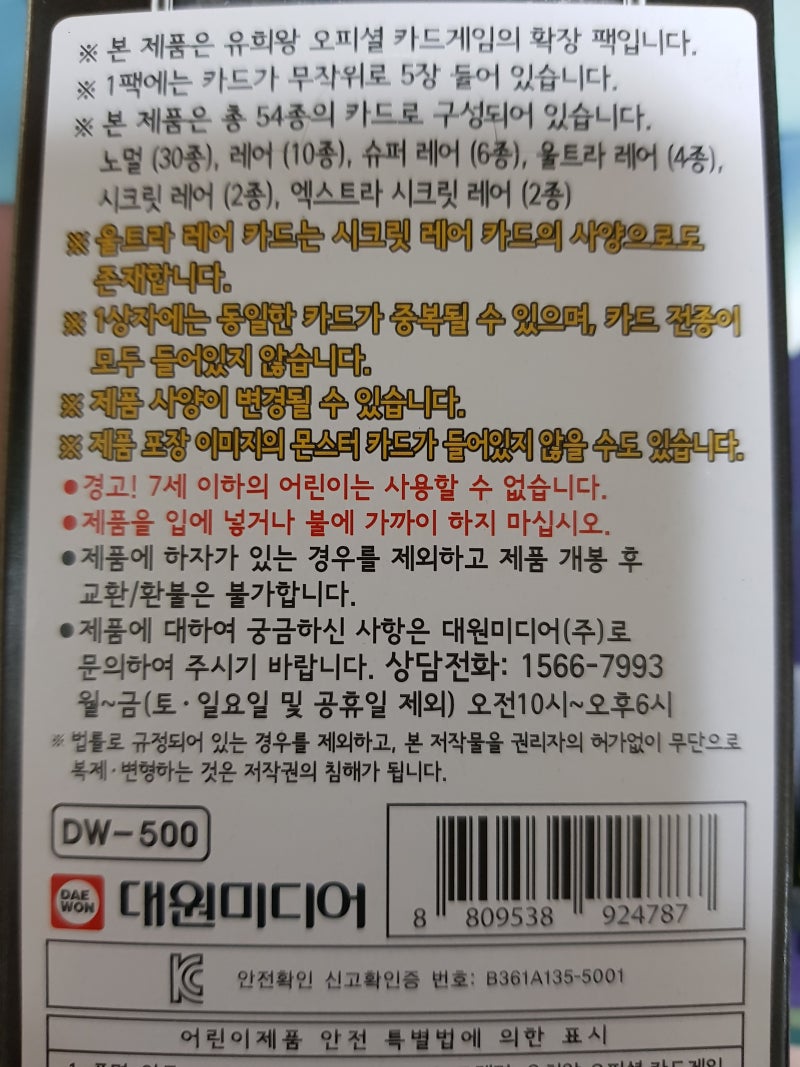 ※ 본 제품은 유희왕 오피셜 카드게임의 확장 팩입니다.
※ 1팩에는 카드가 무작위로 5장 들어 있습니다.
※ 본 제품은 총 54종의 카드로 구성되어 있습니다.
노멀 (30종), 레어 (10종), 슈퍼 레어 (6종), 울트라 레어 (4종),
시크릿 레어 (2종), 엑스트라 시크릿 레어 (2종)
※ 울트라 레어 카드는 시크릿 레어 카드의 사양으로도
존재합니다.
※ 1상자에는 동일한 카드가 중복될 수 있으며, 카드 전종이
모두 들어있지 않습니다.
※ 제품 사양이 변경될 수 있습니다.
※ 제품 포장 이미지의 몬스터 카드가 들어있지 않을 수도 있습니다.
● 경고! 7세 이하의 어린이는 사용할 수 없습니다.
● 제품을 입에 넣거나 불에 가까이 하지 마십시오.
● 제품에 하자가 있는 경우를 제외하고 제품 개봉 후
교환/환불은 불가합니다.
● 제품에 대하여 궁금하신 사항은 대원미디어(주)로
문의하여 주시기 바랍니다. 상담전화: 1566-7993
월~금(토·일요일 및 공휴일 제외) 오전10시~오후6시
※ 법률로 규정되어 있는 경우를 제외하고, 본 저작물을 권리자의 허가없이 무단으로
복제·변형하는 것은 저작권의 침해가 됩니다.
DW-500
DAE WON 대원미디어
8 809538 924787
안전확인 신고확인증 번호: B361A135-5001
어린이제품 안전 특별법에 의한 표시